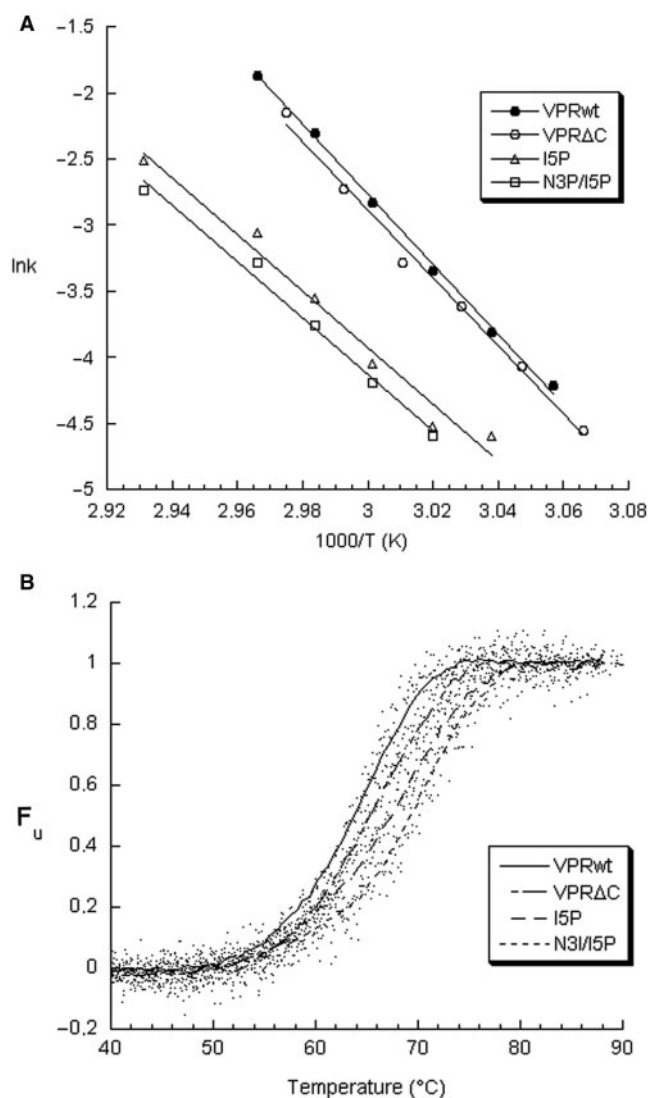 A
−1.5
−2
−2.5
−3
−3.5
−4
−4.5
−5
lnk
VPRwt
VPRΔC
I5P
N3P/I5P
2.92 2.94 2.96 2.98 3 3.02 3.04 3.06 3.08
1000/T (K)
B
1.2
1
0.8
0.6
0.4
0.2
0
−0.2
Fu
VPRwt
VPRΔC
I5P
N3I/I5P
40 50 60 70 80 90
Temperature (°C)